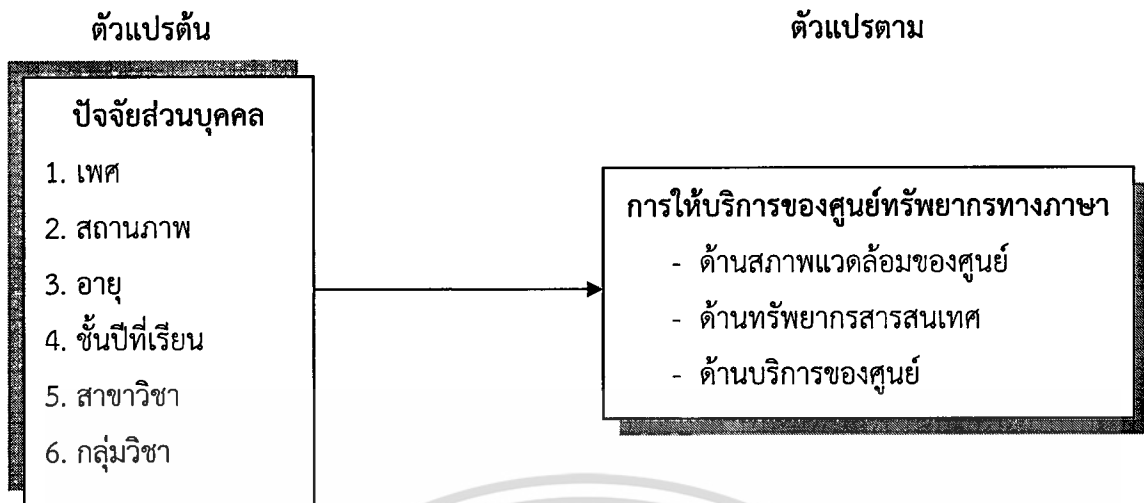 ตัวแปรต้น
ตัวแปรตาม
ปัจจัยส่วนบุคคล
1. เพศ
2. สถานภาพ
3. อายุ
4. ชั้นปีที่เรียน
5. สาขาวิชา
6. กลุ่มวิชา
การให้บริการของศูนย์ทรัพยากรทางภาษา
- ด้านสภาพแวดล้อมของศูนย์
- ด้านทรัพยากรสารสนเทศ
- ด้านบริการของศูนย์